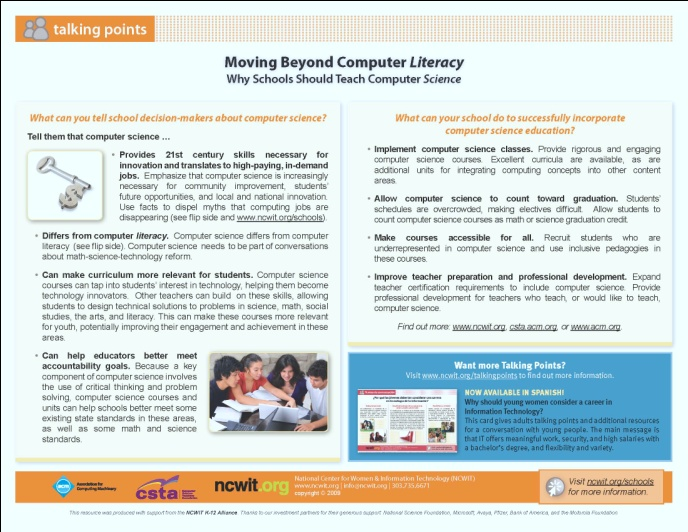 talking points
Moving Beyond Computer Literacy
Why Schools Should Teach Computer Science
What can you tell school decision-makers about computer science?
Tell them that computer science ...
• Provides 21st century skills necessary for
innovation and translates to high-paying, in-demand
jobs. Emphasize that computer science is increasingly
necessary for community improvement, students'
future opportunities, and local and national innovation.
Use facts to dispel myths that computing jobs are
disappearing (see flip side and www.ncwit.org/schools).
• Differs from computer literacy. Computer science differs from computer
literacy (see flip side). Computer science needs to be part of conversations
about math-science-technology reform.
• Can make curriculum more relevant for students. Computer science
courses can tap into students' interest in technology, helping them become
technology innovators. Other teachers can build on these skills, allowing
students to design technical solutions to problems in science, math, social
studies, the arts, and literacy. This can make these courses more relevant
for youth, potentially improving their engagement and achievement in these
areas.
• Can help educators better meet
accountability goals. Because a key
component of computer science involves
the use of critical thinking and problem
solving, computer science courses and
units can help schools better meet some
existing state standards in these areas,
as well as some math and science
standards.
What can your school do to successfully incorporate
computer science education?
• Implement computer science classes. Provide rigorous and engaging
computer science courses. Excellent curricula are available, as are
additional units for integrating computing concepts into other content
areas.
• Allow computer science to count toward graduation. Students'
schedules are overcrowded, making electives difficult. Allow students to
count computer science courses as math or science graduation credit.
• Make courses accessible for all. Recruit students who are
underrepresented in computer science and use inclusive pedagogies in
these courses.
• Improve teacher preparation and professional development. Expand
teacher certification requirements to include computer science. Provide
professional development for teachers who teach, or would like to teach,
computer science.
Find out more: www.ncwit.org, csta.acm.org, or www.acm.org.
Want more Talking Points?
Visit www.ncwit.org/talkingpoints to find out more information.
NOW AVAILABLE IN SPANISH!
Why should young women consider a career in
Information Technology?
This card gives adults talking points and additional resources
for a conversation with young people. The main message is
that IT offers meaningful work, security, and high salaries with
a bachelor's degree, and flexibility and variety.
acm
Association for
Computing Machinery
csta
ncwit.org
National Center for Women & Information Technology (NCWIT)
www.ncwit.org | info@ncwit.org | 303.735.6671
copyright © 2008
Visit ncwit.org/schools
for more information.
This resource was produced with support from the NCWIT K-12 Alliance. Thanks to our investment partners for their generous support: National Science Foundation, Microsoft, Avaya, Pfizer, Bank of America, and the Motorola Foundation.